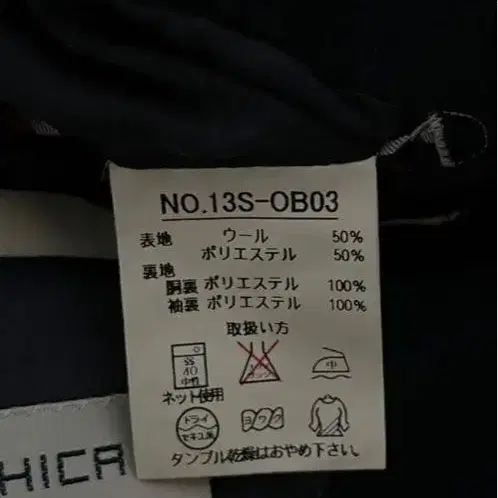 NO.13S-OB03
表地 ウール 50%
ポリエステル 50%
裏地
胴裏 ポリエステル 100%
袖裏 ポリエステル 100%
取扱い方
40
中性
中
ネット使用
ドライ
セキユ系
ヨワク
タンブル乾燥はおやめ下さい。
HICA